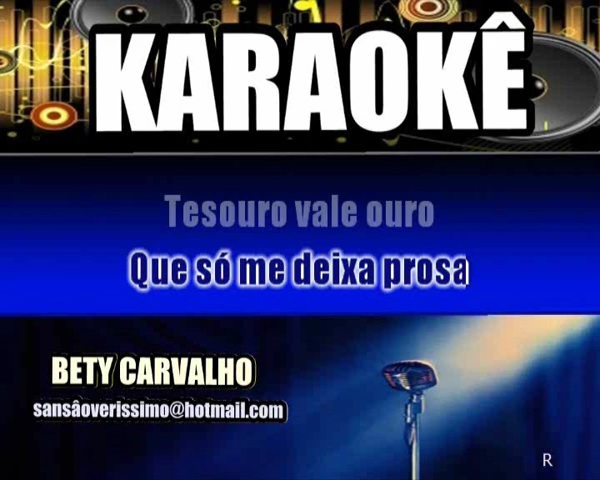 KARAOKÊ
Tesouro vale ouro
Que só me deixa prosa
BETY CARVALHO
sansâoverissimo@hotmail.com
R